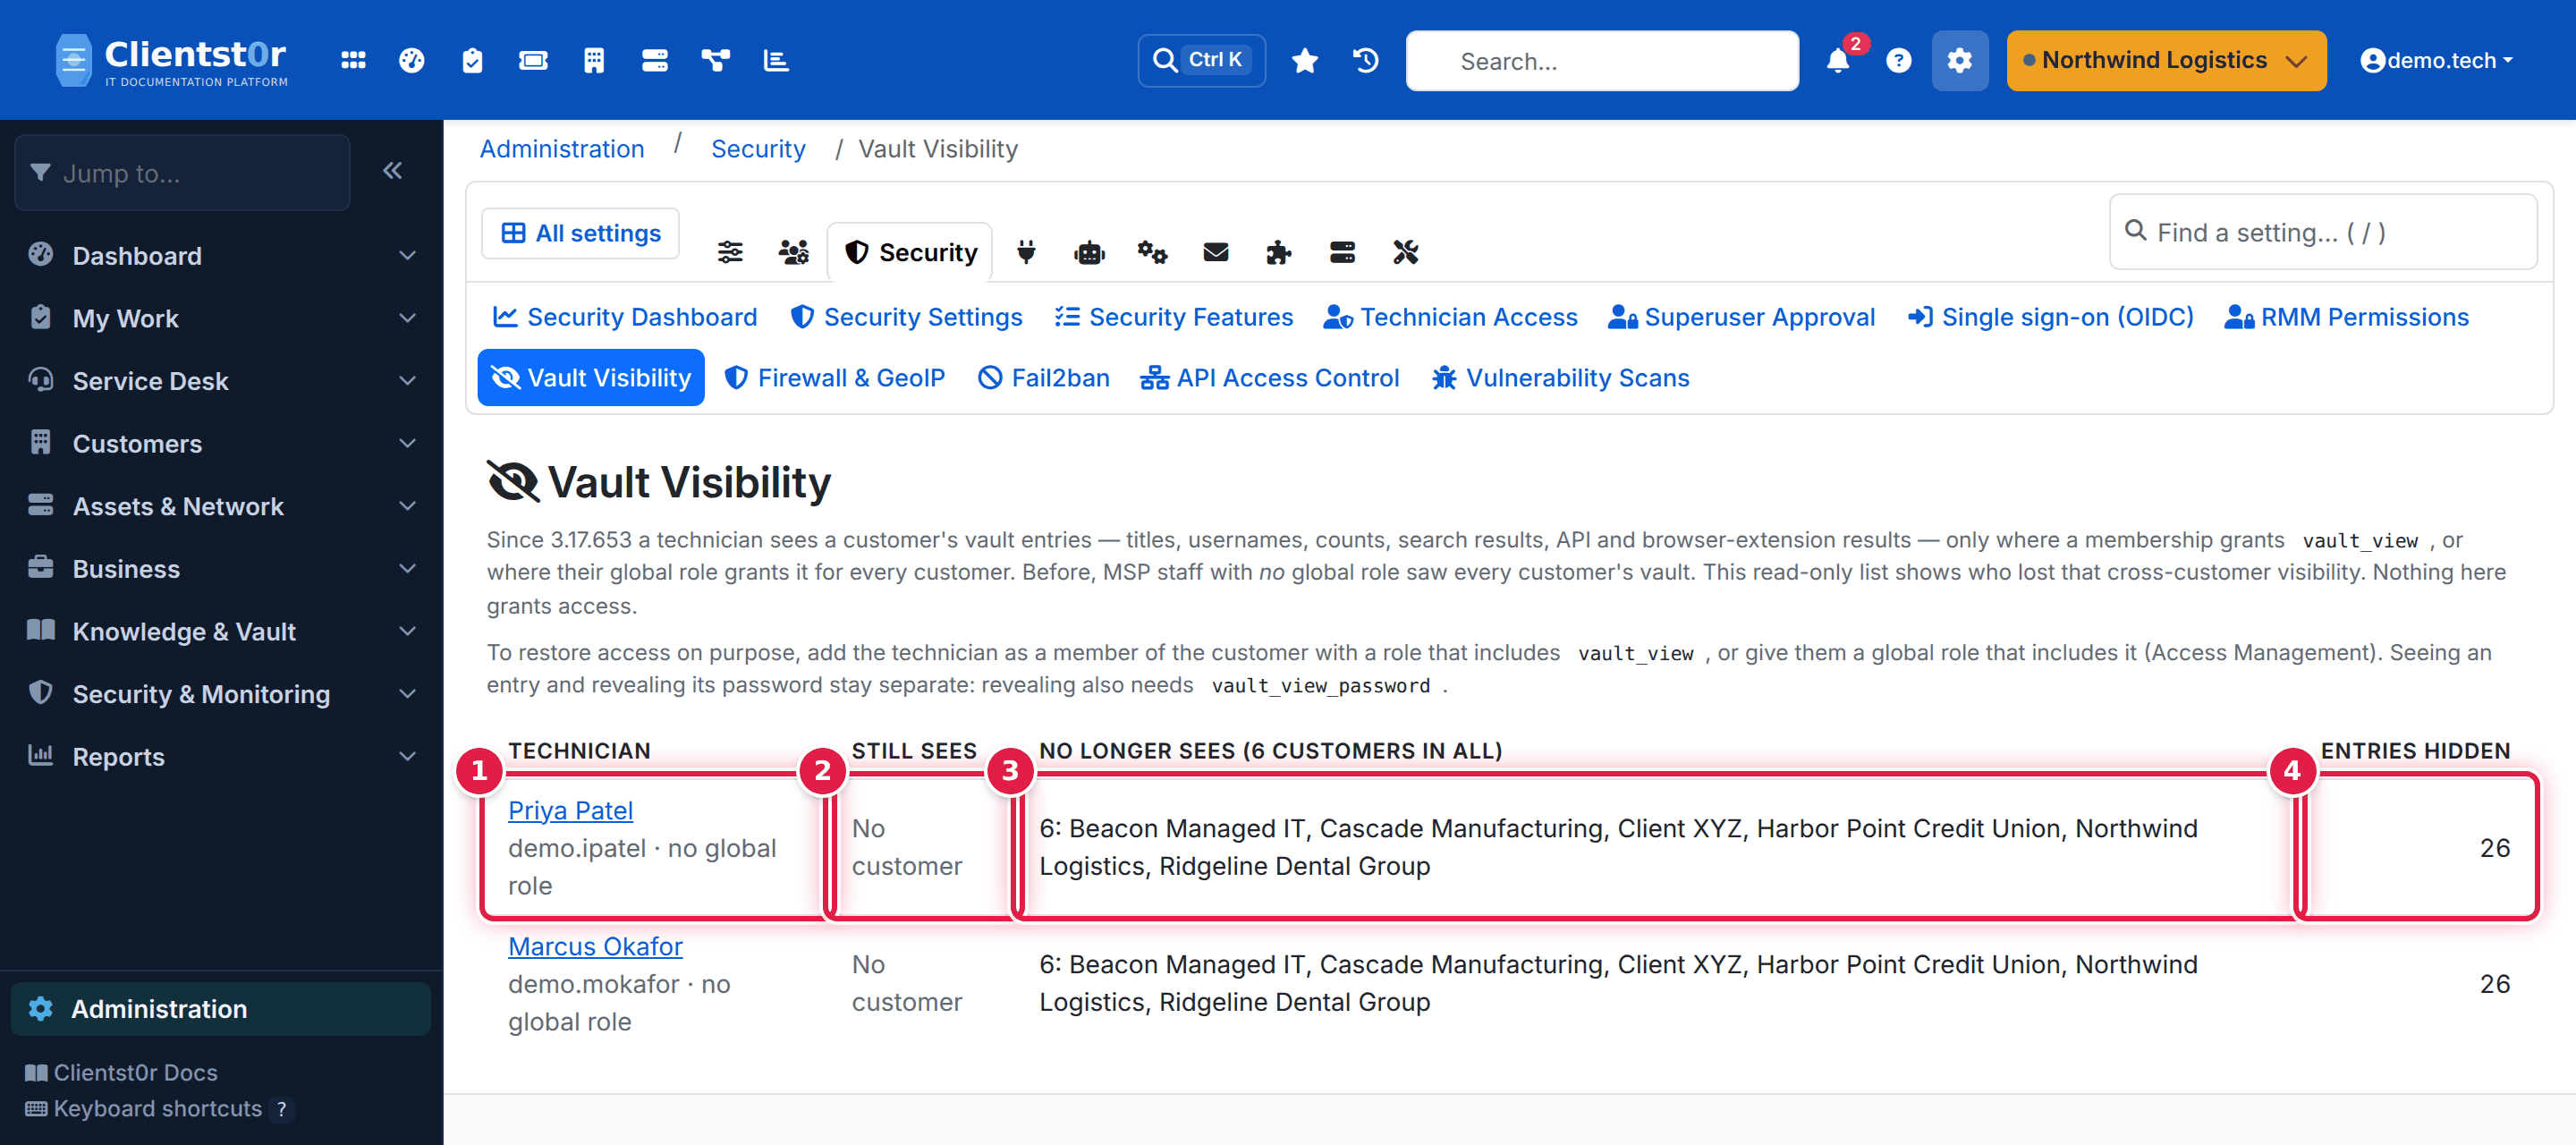 Clientst0r
IT DOCUMENTATION PLATFORM
Ctrl K
Search...
2
?
Northwind Logistics
demo.tech
Jump to...
Dashboard
My Work
Service Desk
Customers
Assets & Network
Business
Knowledge & Vault
Security & Monitoring
Reports
Administration
Clientst0r Docs
Keyboard shortcuts ?
Administration / Security / Vault Visibility
All settings
Security
Find a setting... ( / )
Security Dashboard
Security Settings
Security Features
Technician Access
Superuser Approval
Single sign-on (OIDC)
RMM Permissions
Vault Visibility
Firewall & GeoIP
Fail2ban
API Access Control
Vulnerability Scans
Vault Visibility
Since 3.17.653 a technician sees a customer's vault entries — titles, usernames, counts, search results, API and browser-extension results — only where a membership grants vault_view , or
where their global role grants it for every customer. Before, MSP staff with no global role saw every customer's vault. This read-only list shows who lost that cross-customer visibility. Nothing here
grants access.
To restore access on purpose, add the technician as a member of the customer with a role that includes vault_view , or give them a global role that includes it (Access Management). Seeing an
entry and revealing its password stay separate: revealing also needs vault_view_password .
TECHNICIAN
STILL SEES
NO LONGER SEES (6 CUSTOMERS IN ALL)
ENTRIES HIDDEN
1
2
3
4
Priya Patel
demo.ipatel · no global
role
No
customer
6: Beacon Managed IT, Cascade Manufacturing, Client XYZ, Harbor Point Credit Union, Northwind
Logistics, Ridgeline Dental Group
26
Marcus Okafor
demo.mokafor · no
global role
No
customer
6: Beacon Managed IT, Cascade Manufacturing, Client XYZ, Harbor Point Credit Union, Northwind
Logistics, Ridgeline Dental Group
26